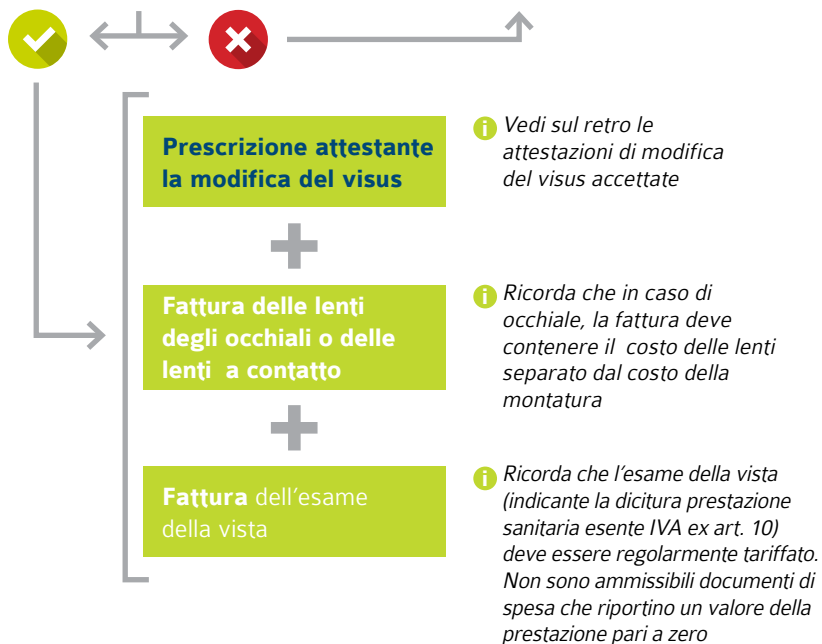 Prescrizione attestante
la modifica del visus
Vedi sul retro le
attestazioni di modifica
del visus accettate
Fattura delle lenti
degli occhiali o delle
lenti a contatto
Ricorda che in caso di
occhiale, la fattura deve
contenere il costo delle lenti
separato dal costo della
montatura
Fattura dell'esame
della vista
Ricorda che l'esame della vista
(indicante la dicitura prestazione
sanitaria esente IVA ex art. 10)
deve essere regolarmente tariffato.
Non sono ammissibili documenti di
spesa che riportino un valore della
prestazione pari a zero